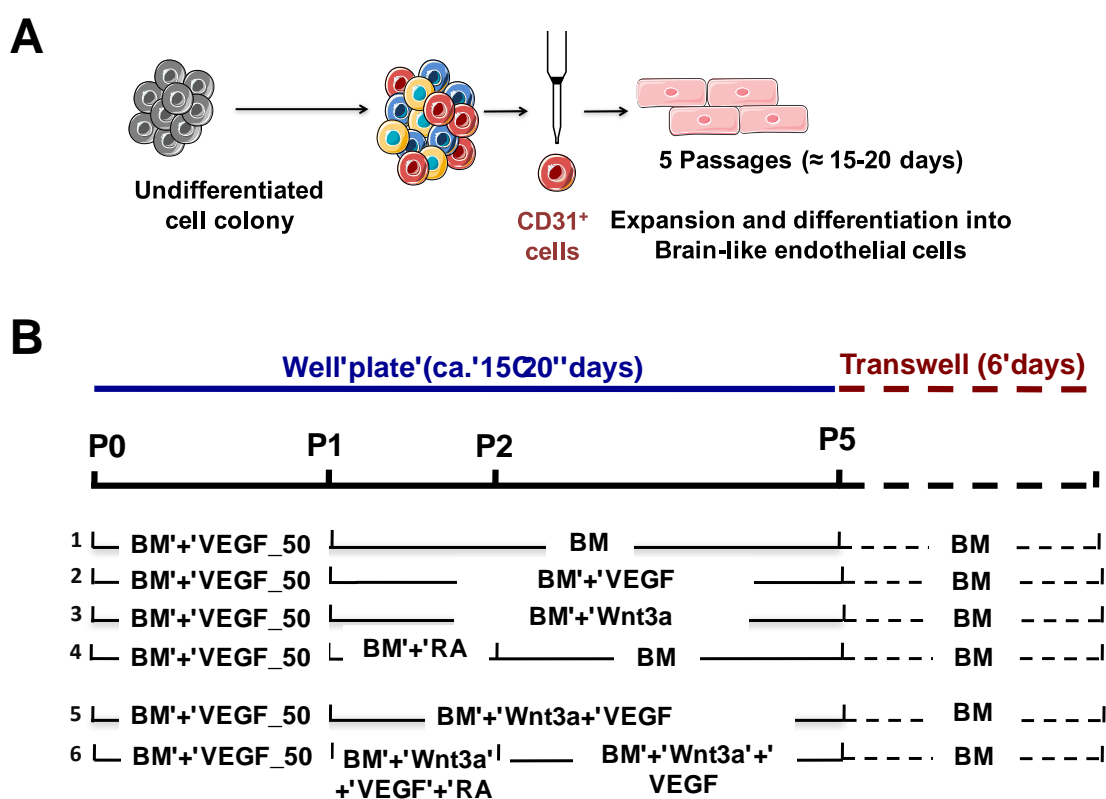 A
Undifferentiated
cell colony
CD31+
cells
5 Passages (≈ 15-20 days)
Expansion and differentiation into
Brain-like endothelial cells
B
Well'plate'(ca.'15C20''days)
Transwell (6'days)
P0
P1
P2
P5
1 BM'+'VEGF_50 BM BM
2 BM'+'VEGF_50 BM'+'VEGF BM
3 BM'+'VEGF_50 BM'+'Wnt3a BM
4 BM'+'VEGF_50 BM'+'RA BM BM
5 BM'+'VEGF_50 BM'+'Wnt3a+'VEGF BM
6 BM'+'VEGF_50 BM'+'Wnt3a'
+'VEGF'+'RA
BM'+'Wnt3a'+'
VEGF
BM